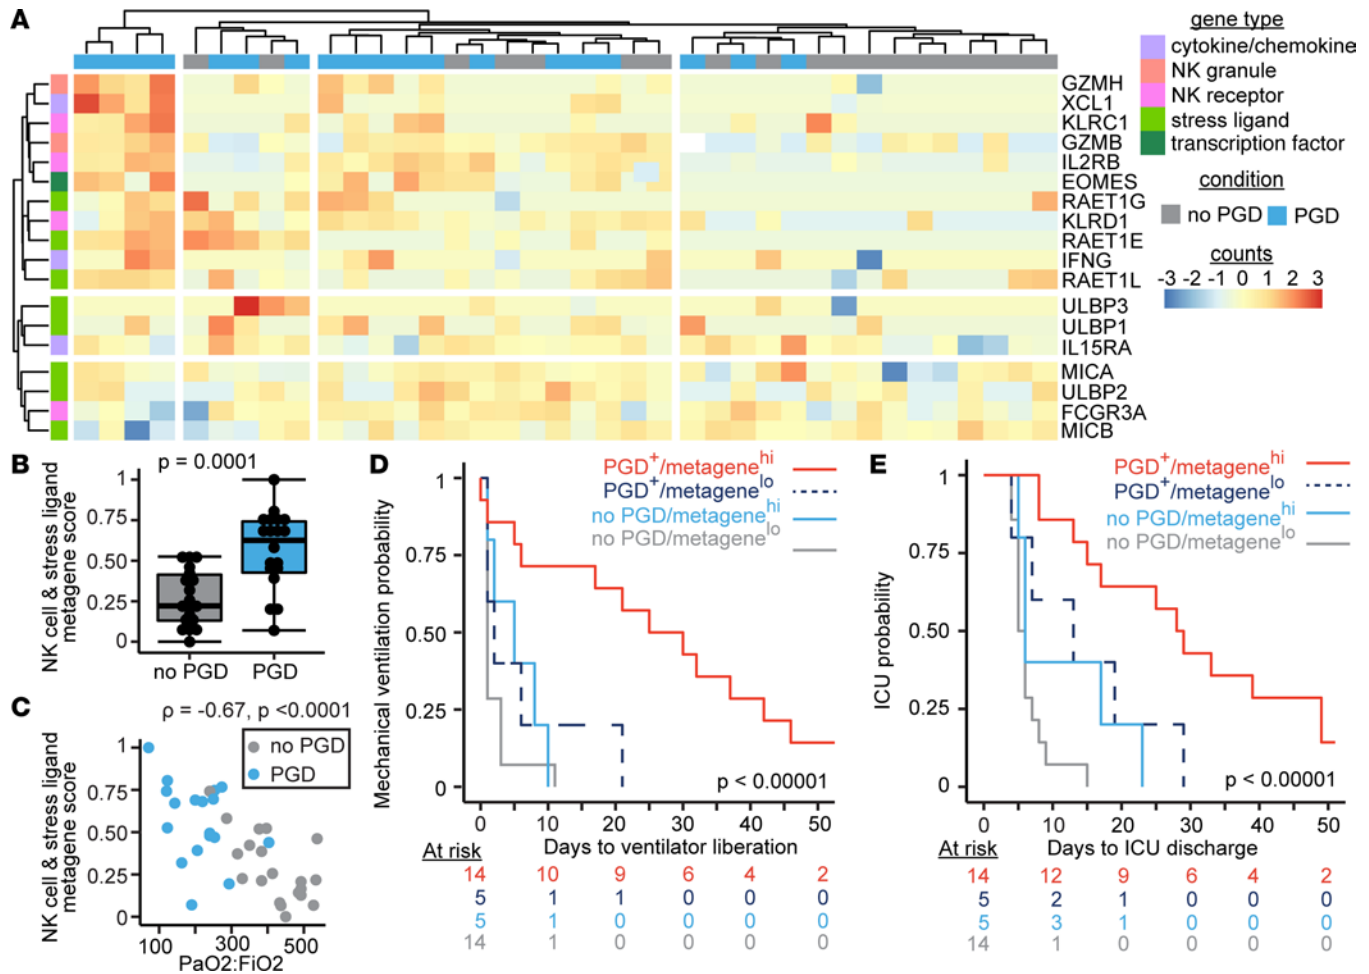 A
gene type
cytokine/chemokine
NK granule
NK receptor
stress ligand
transcription factor
condition
no PGD PGD
counts
-3 -2 -1 0 1 2 3
GZMH
XCL1
KLRC1
GZMB
IL2RB
EOMES
RAET1G
KLRD1
RAET1E
IFNG
RAET1L
ULBP3
ULBP1
IL15RA
MICA
ULBP2
FCGR3A
MICB
B
p = 0.0001
NK cell & stress ligand
metagene score
1
0.75
0.50
0.25
0
no PGD PGD
C
ρ = -0.67, p <0.0001
no PGD
PGD
NK cell & stress ligand
metagene score
1
0.75
0.50
0.25
0
100 300 500
PaO2:FiO2
D
PGD+/metagenehi
PGD+/metagenelo
no PGD/metagenehi
no PGD/metagenelo
Mechanical ventilation probability
1
0.75
0.50
0.25
0
p < 0.00001
0 10 20 30 40 50
At risk Days to ventilator liberation
14 10 9 6 4 2
5 1 1 0 0 0
5 1 0 0 0 0
14 1 0 0 0 0
E
PGD+/metagenehi
PGD+/metagenelo
no PGD/metagenehi
no PGD/metagenelo
ICU probability
1
0.75
0.50
0.25
0
p < 0.00001
0 10 20 30 40 50
At risk Days to ICU discharge
14 12 9 6 4 2
5 2 1 0 0 0
5 3 1 0 0 0
14 1 0 0 0 0